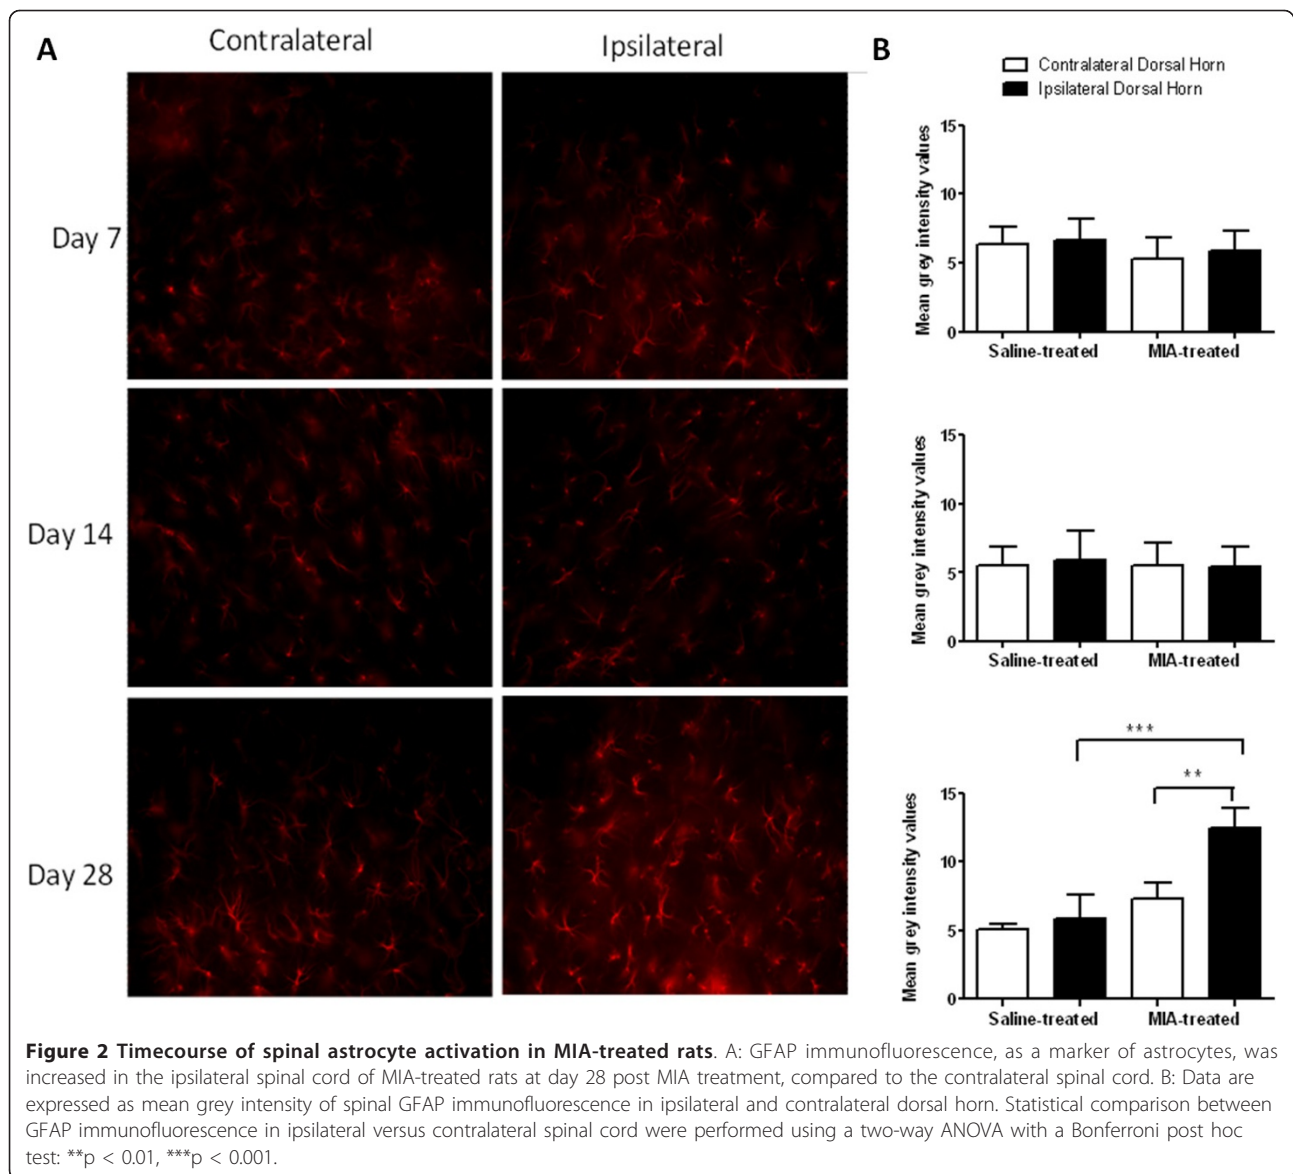 A
Contralateral
Ipsilateral
Day 7
Day 14
Day 28
B
Contralateral Dorsal Horn
Ipsilateral Dorsal Horn
Mean grey intensity values
15
10
5
0
Saline-treated
MIA-treated
Mean grey intensity values
15
10
5
0
Saline-treated
MIA-treated
***
**
Mean grey intensity values
15
10
5
0
Saline-treated
MIA-treated
Figure 2 Timecourse of spinal astrocyte activation in MIA-treated rats. A: GFAP immunofluorescence, as a marker of astrocytes, was
increased in the ipsilateral spinal cord of MIA-treated rats at day 28 post MIA treatment, compared to the contralateral spinal cord. B: Data are
expressed as mean grey intensity of spinal GFAP immunofluorescence in ipsilateral and contralateral dorsal horn. Statistical comparison between
GFAP immunofluorescence in ipsilateral versus contralateral spinal cord were performed using a two-way ANOVA with a Bonferroni post hoc
test: **p < 0.01, ***p < 0.001.